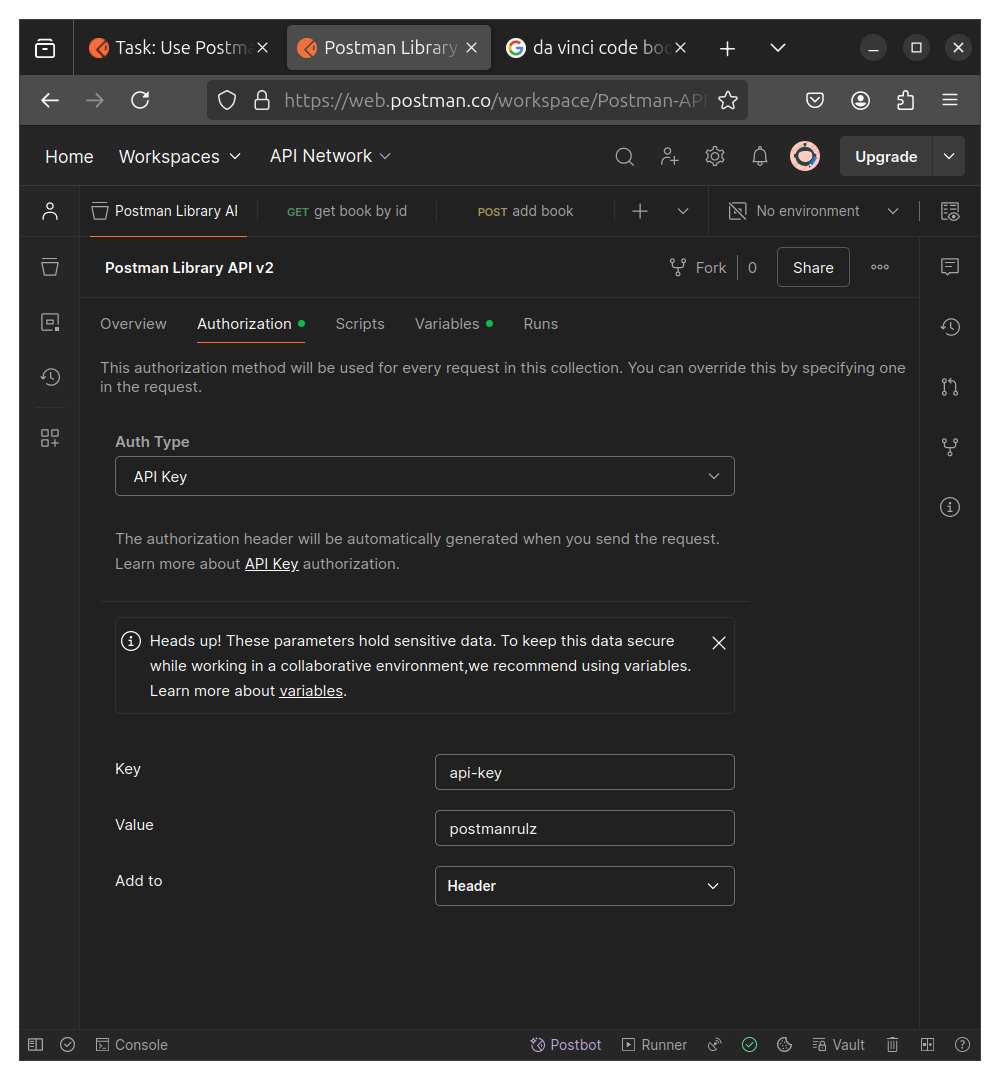 Task: Use Postma
Postman Library
da vinci code boo
https://web.postman.co/workspace/Postman-API
Home
Workspaces
API Network
Upgrade
Postman Library AI
GET get book by id
POST add book
No environment
Postman Library API v2
Fork
0
Share
Overview
Authorization
Scripts
Variables
Runs
This authorization method will be used for every request in this collection. You can override this by specifying one
in the request.
Auth Type
API Key
The authorization header will be automatically generated when you send the request.
Learn more about API Key authorization.
Heads up! These parameters hold sensitive data. To keep this data secure
while working in a collaborative environment,we recommend using variables.
Learn more about variables.
Key
api-key
Value
postmanrulz
Add to
Header
Console
Postbot
Runner
Vault